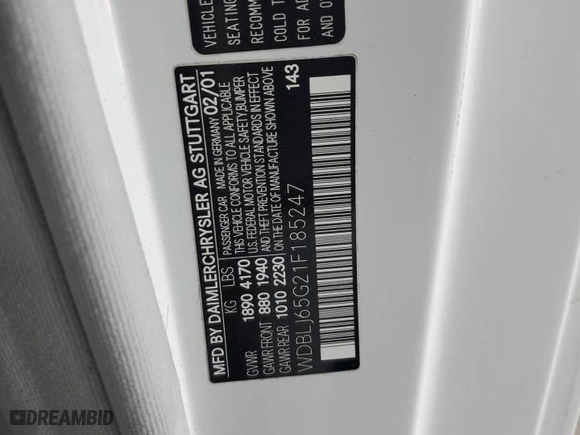 VEHICLE
SEATING
RECOMM
COLD T
FOR AD
AND O
MFD BY DAIMLERCHRYSLER AG STUTTGART
02/01
KG LBS PASSENGER CAR MADE IN GERMANY
GVWR 1890 4170 THIS VEHICLE CONFORMS TO ALL APPLICABLE
GAWR FRONT 880 1940 U.S. FEDERAL MOTOR VEHICLE SAFETY, BUMPER
GAWR REAR 1010 2230 AND THEFT PREVENTION STANDARDS IN EFFECT
ON THE DATE OF MANUFACTURE SHOWN ABOVE
143
WDBLJ65G21F185247
DREAMBID